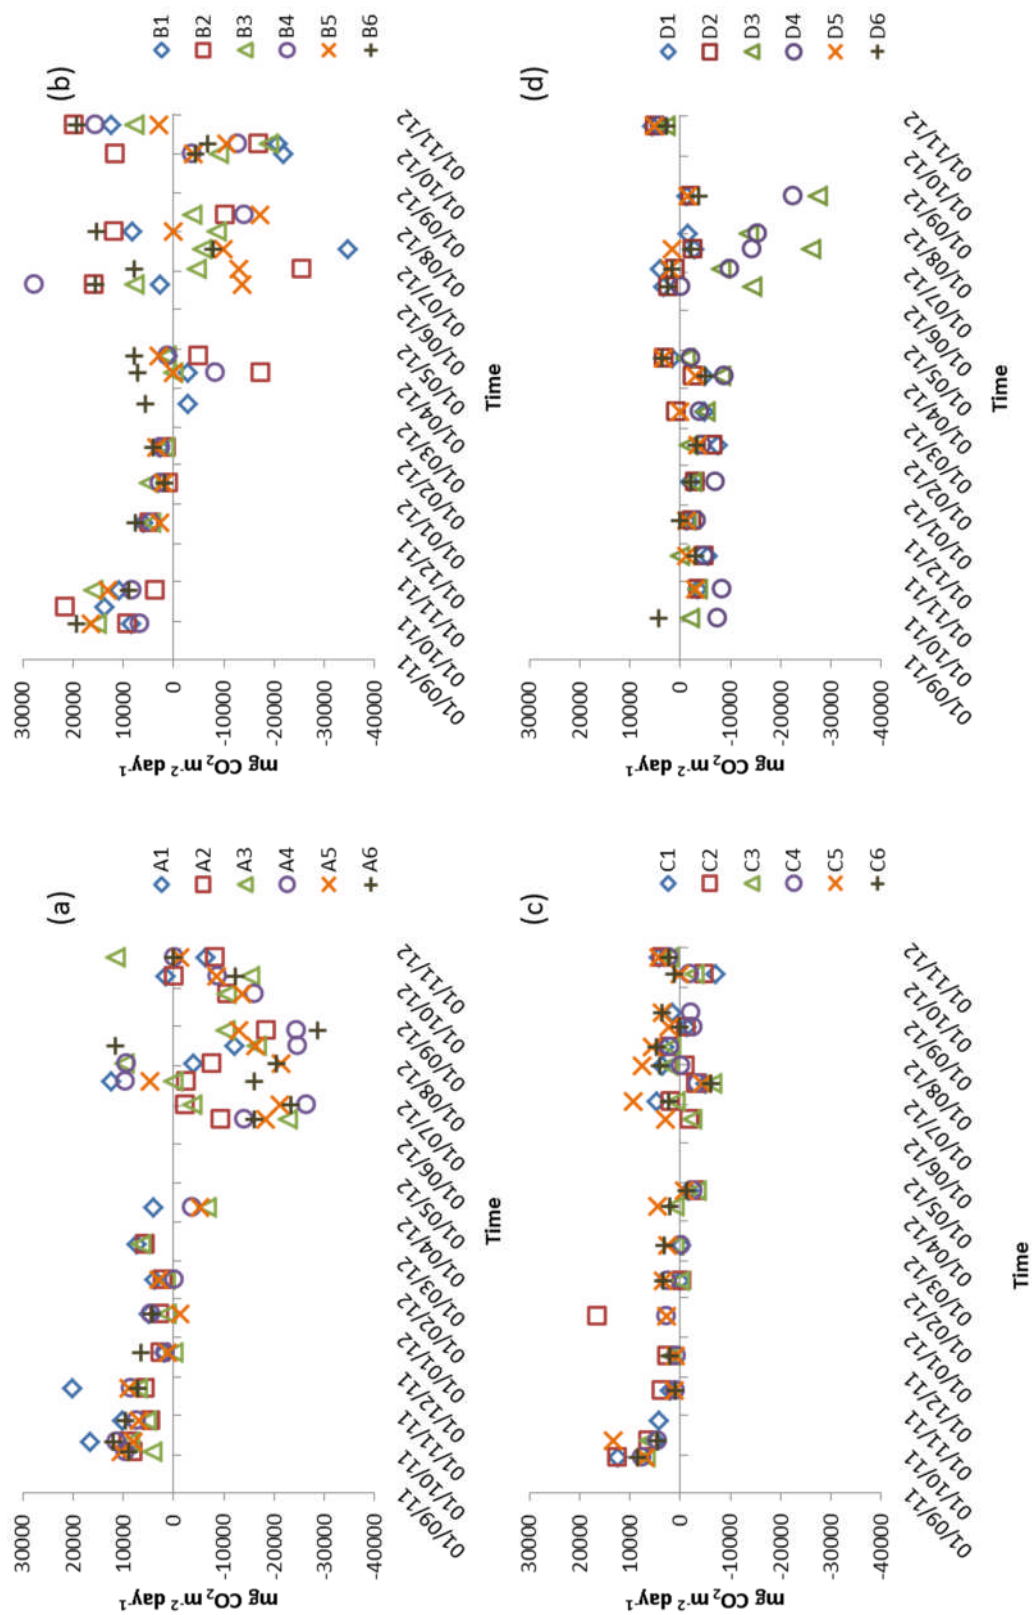 (a)
30000
20000
10000
0
-10000
-20000
-30000
-40000
mg CO₂ m⁻² day⁻¹
01/09/11
01/10/11
01/11/11
01/12/11
01/01/12
01/02/12
01/03/12
01/04/12
01/05/12
01/06/12
01/07/12
01/08/12
01/09/12
01/10/12
01/11/12
Time
A1
A2
A3
A4
A5
A6
(b)
30000
20000
10000
0
-10000
-20000
-30000
-40000
mg CO₂ m⁻² day⁻¹
01/09/11
01/10/11
01/11/11
01/12/11
01/01/12
01/02/12
01/03/12
01/04/12
01/05/12
01/06/12
01/07/12
01/08/12
01/09/12
01/10/12
01/11/12
Time
B1
B2
B3
B4
B5
B6
(c)
30000
20000
10000
0
-10000
-20000
-30000
-40000
mg CO₂ m⁻² day⁻¹
01/09/11
01/10/11
01/11/11
01/12/11
01/01/12
01/02/12
01/03/12
01/04/12
01/05/12
01/06/12
01/07/12
01/08/12
01/09/12
01/10/12
01/11/12
Time
C1
C2
C3
C4
C5
C6
(d)
30000
20000
10000
0
-10000
-20000
-30000
-40000
mg CO₂ m⁻² day⁻¹
01/09/11
01/10/11
01/11/11
01/12/11
01/01/12
01/02/12
01/03/12
01/04/12
01/05/12
01/06/12
01/07/12
01/08/12
01/09/12
01/10/12
01/11/12
Time
D1
D2
D3
D4
D5
D6